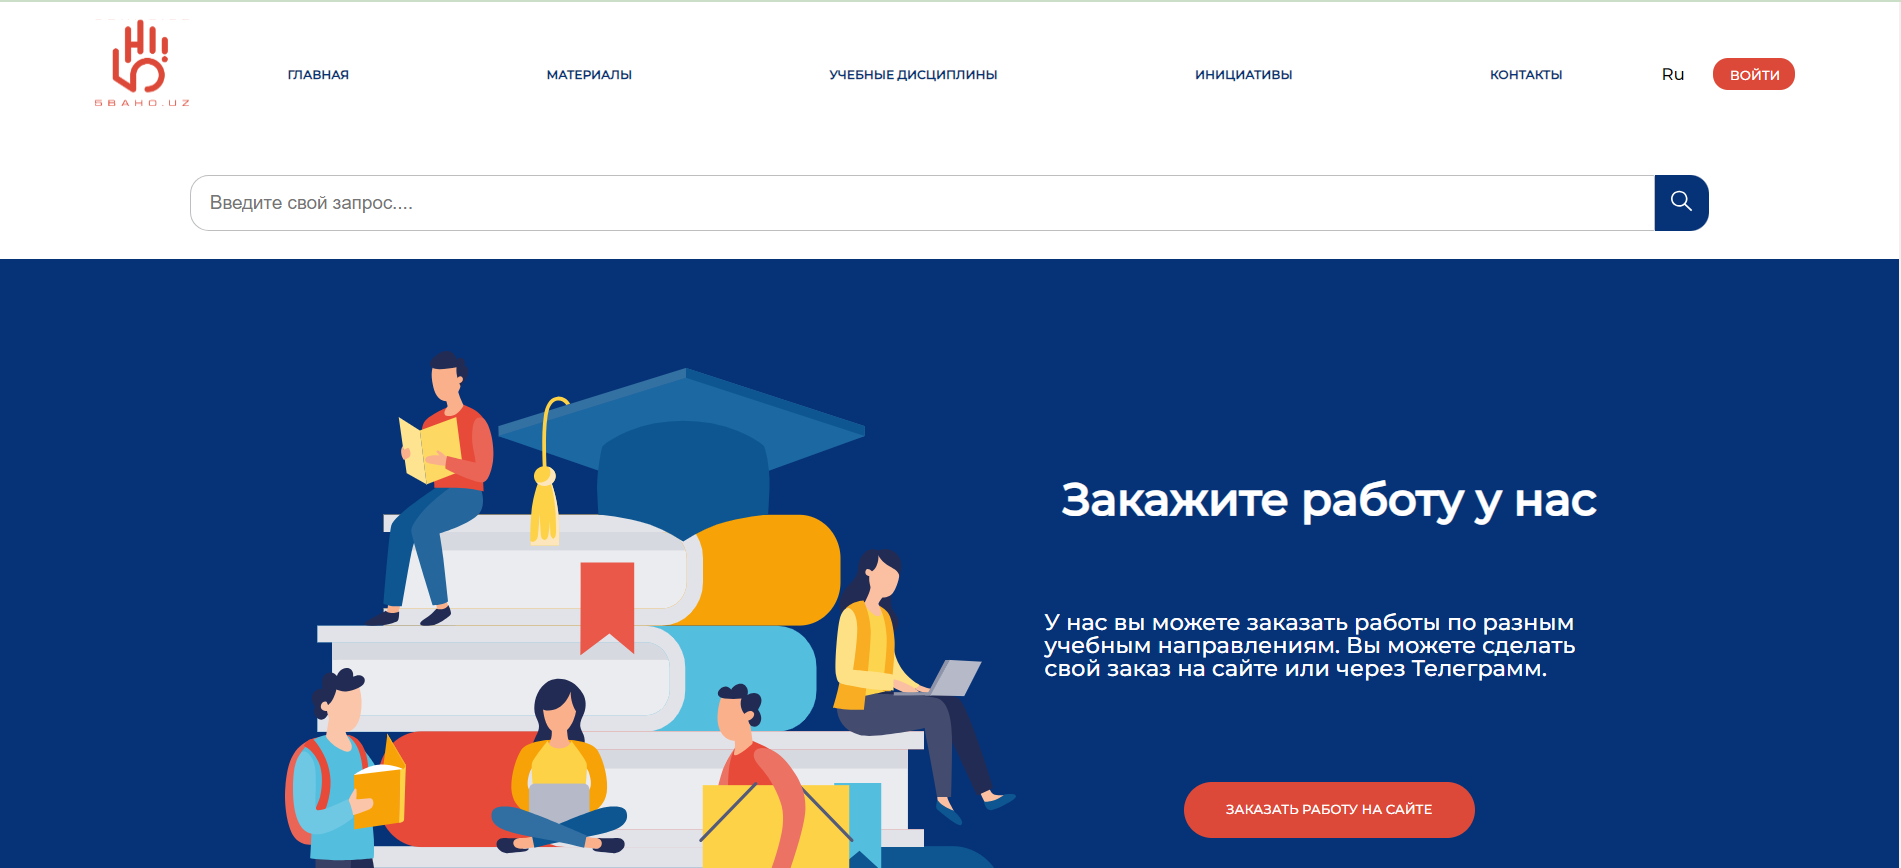 5BAHO.UZ
ГЛАВНАЯ
МАТЕРИАЛЫ
УЧЕБНЫЕ ДИСЦИПЛИНЫ
ИНИЦИАТИВЫ
КОНТАКТЫ
Ru
ВОЙТИ
Введите свой запрос....
Закажите работу у нас
У нас вы можете заказать работы по разным
учебным направлениям. Вы можете сделать
свой заказ на сайте или через Телеграмм.
ЗАКАЗАТЬ РАБОТУ НА САЙТЕ